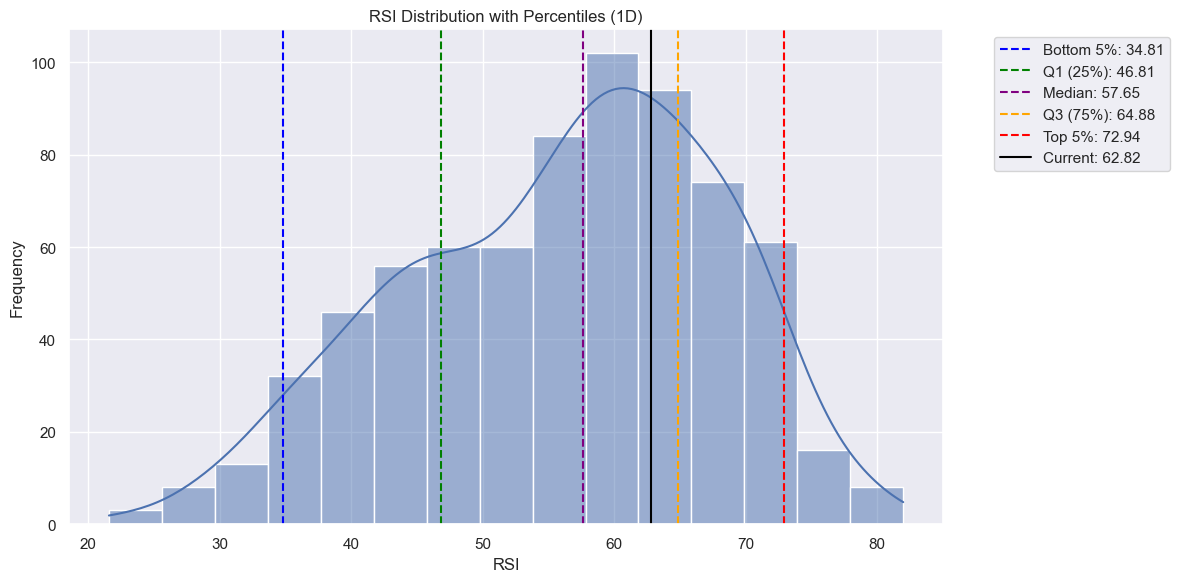 RSI Distribution with Percentiles (1D)
Frequency
100
80
60
40
20
0
20 30 40 50 60 70 80
RSI
Bottom 5%: 34.81
Q1 (25%): 46.81
Median: 57.65
Q3 (75%): 64.88
Top 5%: 72.94
Current: 62.82